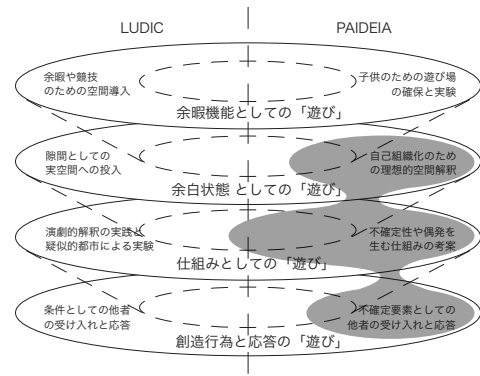 LUDIC
PAIDEIA
余暇や競技
のための空間導入
子供のための遊び場
の確保と実験
余暇機能としての「遊び」
隙間としての
実空間への投入
自己組織化のため
の理想的空間解釈
余白状態 としての「遊び」
演劇的解釈の実践と
疑似的都市による実験
不確定性や偶発を
生む仕組みの考案
仕組みとしての「遊び」
条件としての他者
の受け入れと応答
不確定要素としての
他者の受け入れと応答
創造行為と応答の「遊び」